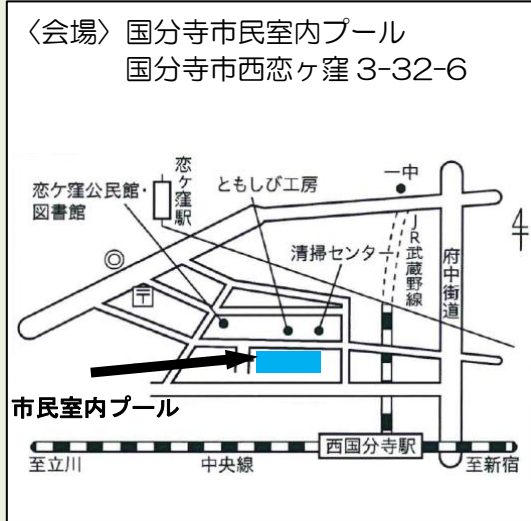 〈会場〉国分寺市民室内プール
国分寺市西恋ヶ窪 3-32-6
恋ケ窪駅
一中
恋ケ窪公民館・
図書館
ともしび工房
清掃センター
JR武蔵野線
府中街道
〒
市民室内プール
西国分寺駅
至立川
中央線
至新宿